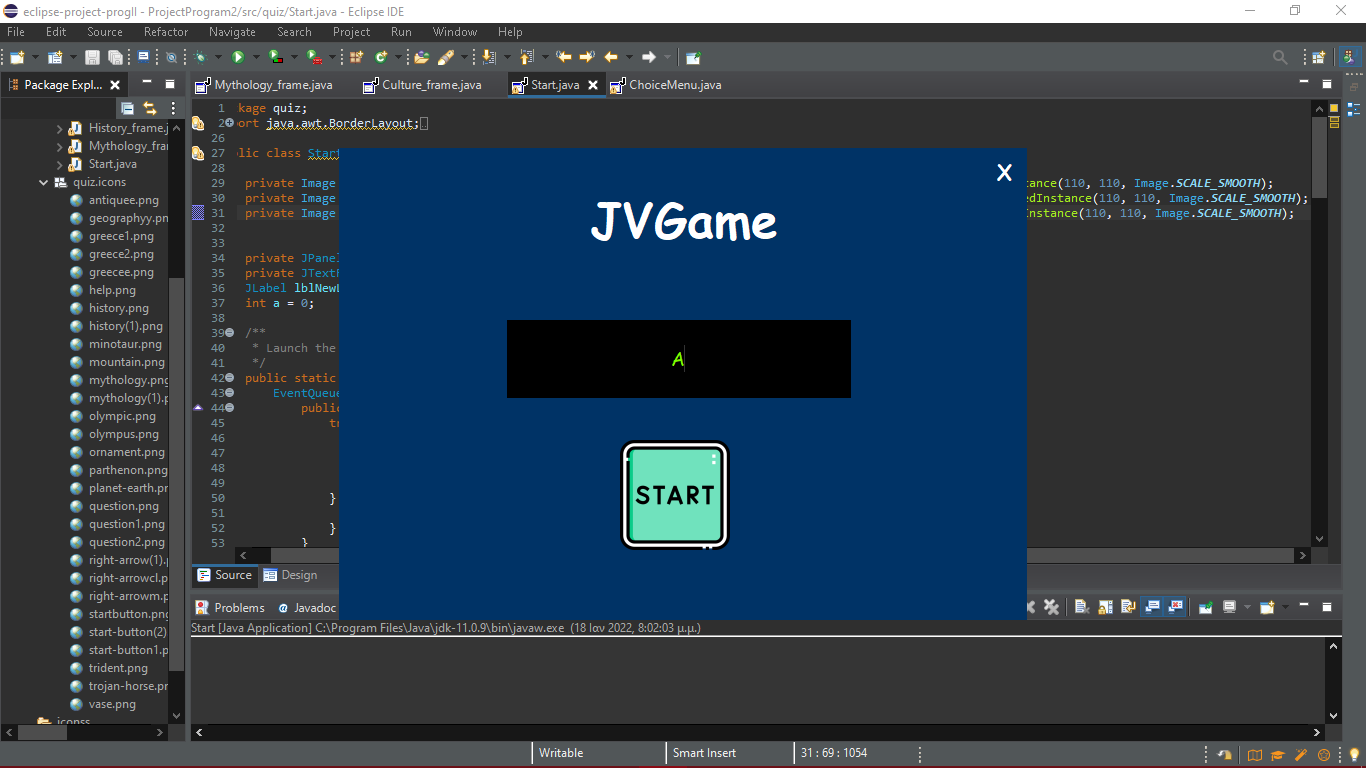 eclipse-project-progII - ProjectProgram2/src/quiz/Start.java - Eclipse IDE
File Edit Source Refactor Navigate Search Project Run Window Help
Package Expl...
Mythology_frame.java Culture_frame.java Start.java ChoiceMenu.java
History_frame.j
Mythology_fra
Start.java
quiz.icons
antiquee.png
geographyy.pn
greece1.png
greece2.png
greecee.png
help.png
history.png
history(1).png
minotaur.png
mountain.png
mythology.png
mythology(1).p
olympic.png
olympus.png
ornament.png
parthenon.png
planet-earth.pn
question.png
question1.png
question2.png
right-arrow(1).p
right-arrowcl.p
right-arrowm.p
startbutton.png
start-button(2)
start-button1.p
trident.png
trojan-horse.pr
vase.png
iconss
1 kage quiz;
2 ort java.awt.BorderLayout;
26
27 lic class Start
28
29 private Image tance(110, 110, Image.SCALE_SMOOTH);
30 private Image edInstance(110, 110, Image.SCALE_SMOOTH);
31 private Image Instance(110, 110, Image.SCALE_SMOOTH);
32
33
34 private JPanel
35 private JTextF
36 JLabel lblNewL
37 int a = 0;
38
39 /**
40 * Launch the
41 */
42 public static
43 EventQueue
44 public
45 tr
46
47
48
49
50 }
51
52 }
53 }
X
JVGame
A
START
Source Design
Problems @ Javadoc
Start [Java Application] C:\Program Files\Java\jdk-11.0.9\bin\javaw.exe (18 Ιαν 2022, 8:02:03 μ.μ.)
Writable Smart Insert 31 : 69 : 1054